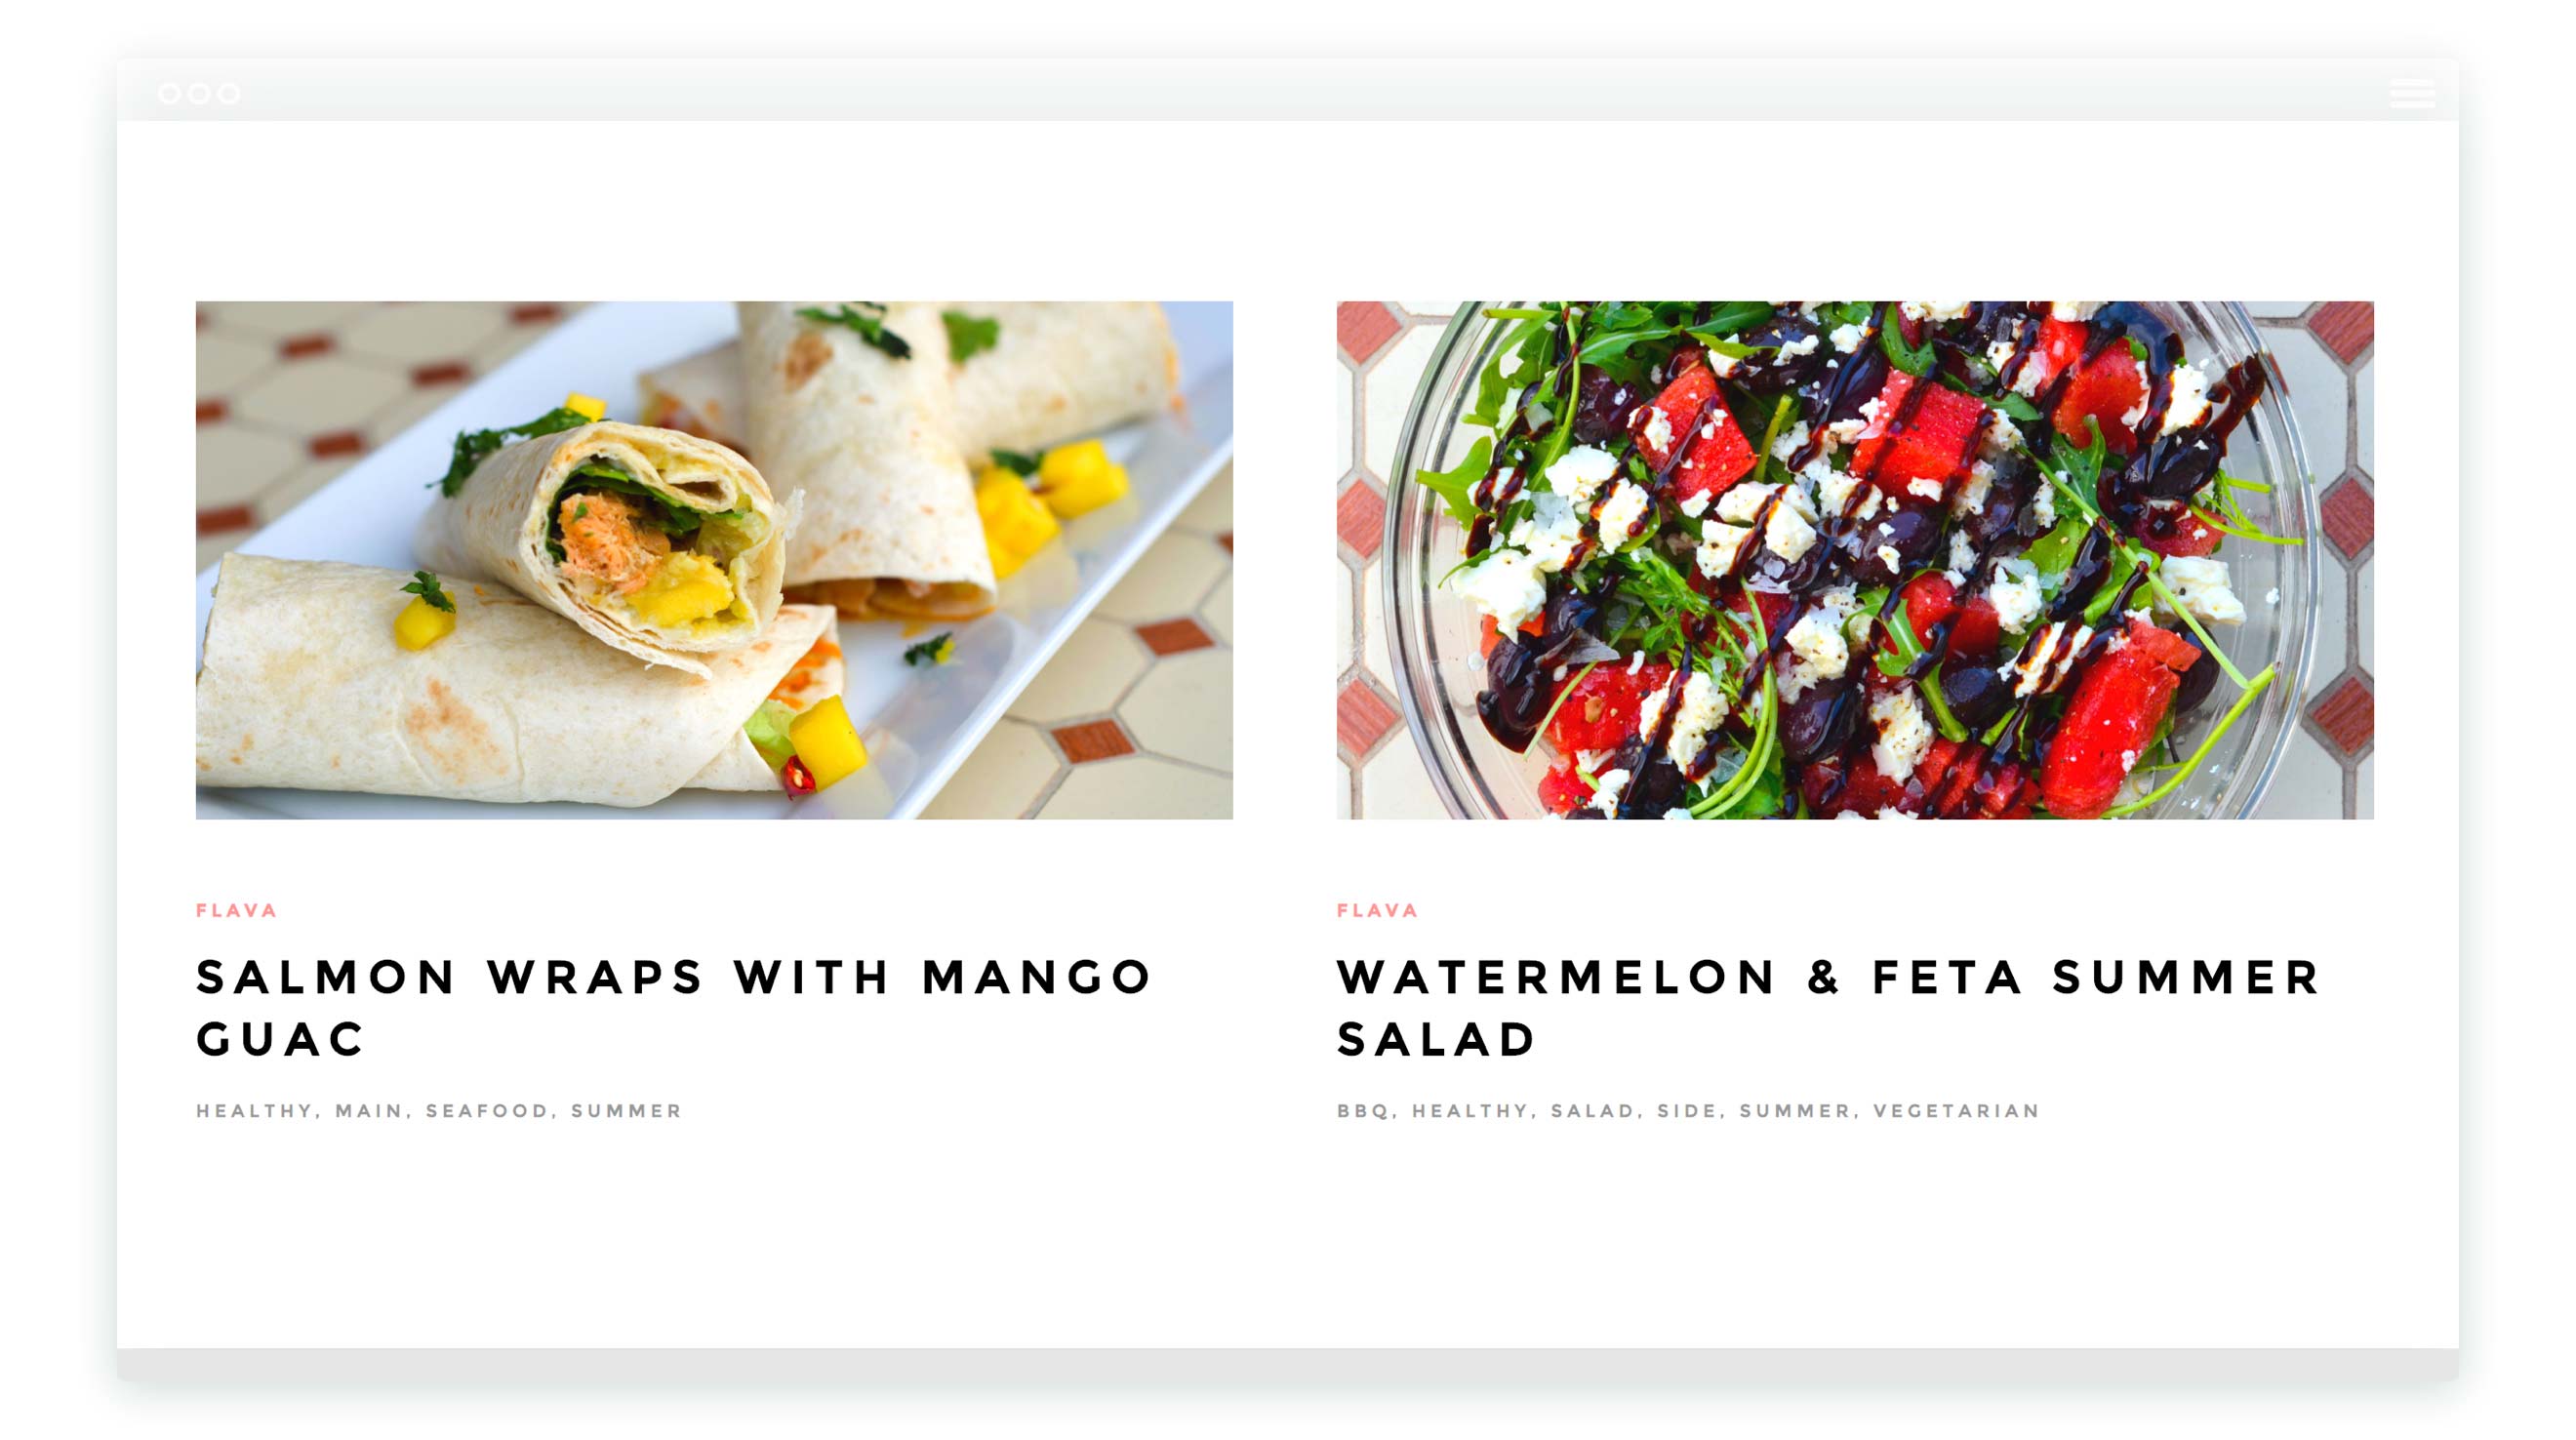 FLAVA
SALMON WRAPS WITH MANGO
GUAC
HEALTHY, MAIN, SEAFOOD, SUMMER
FLAVA
WATERMELON & FETA SUMMER
SALAD
BBQ, HEALTHY, SALAD, SIDE, SUMMER, VEGETARIAN